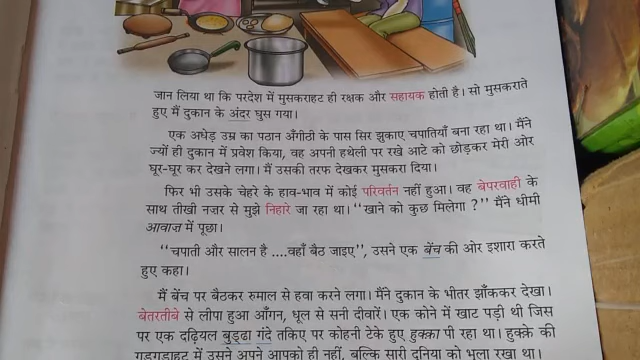 जान लिया था कि परदेश में मुसकराहट ही रक्षक और सहायक होती है। सो मुसकराते
हुए मैं दुकान के अंदर घुस गया।
एक अधेड़ उम्र का पठान अँगीठी के पास सिर झुकाए चपातियाँ बना रहा था। मैंने
ज्यों ही दुकान में प्रवेश किया, वह अपनी हथेली पर रखे आटे को छोड़कर मेरी ओर
घूर-घूर कर देखने लगा। मैं उसकी तरफ देखकर मुसकरा दिया।
फिर भी उसके चेहरे के हाव-भाव में कोई परिवर्तन नहीं हुआ। वह बेपरवाही के
साथ तीखी नज़र से मुझे निहारे जा रहा था। ‘‘खाने को कुछ मिलेगा ?’’ मैंने धीमी
आवाज़ में पूछा।
‘‘चपाती और सालन है ....वहाँ बैठ जाइए’’, उसने एक बेंच की ओर इशारा करते
हुए कहा।
मैं बेंच पर बैठकर रुमाल से हवा करने लगा। मैंने दुकान के भीतर झाँककर देखा।
बेतरतीबे से लीपा हुआ आँगन, धूल से सनी दीवारें। एक कोने में खाट पड़ी थी जिस
पर एक दढ़ियल बुड्ढा गंदे तकिए पर कोहनी टेके हुए हुक्का पी रहा था। हुक्के की
गुड़गुड़ाहट में उसने अपने आपको ही नहीं, बल्कि सारी दुनिया को भुला रखा था।